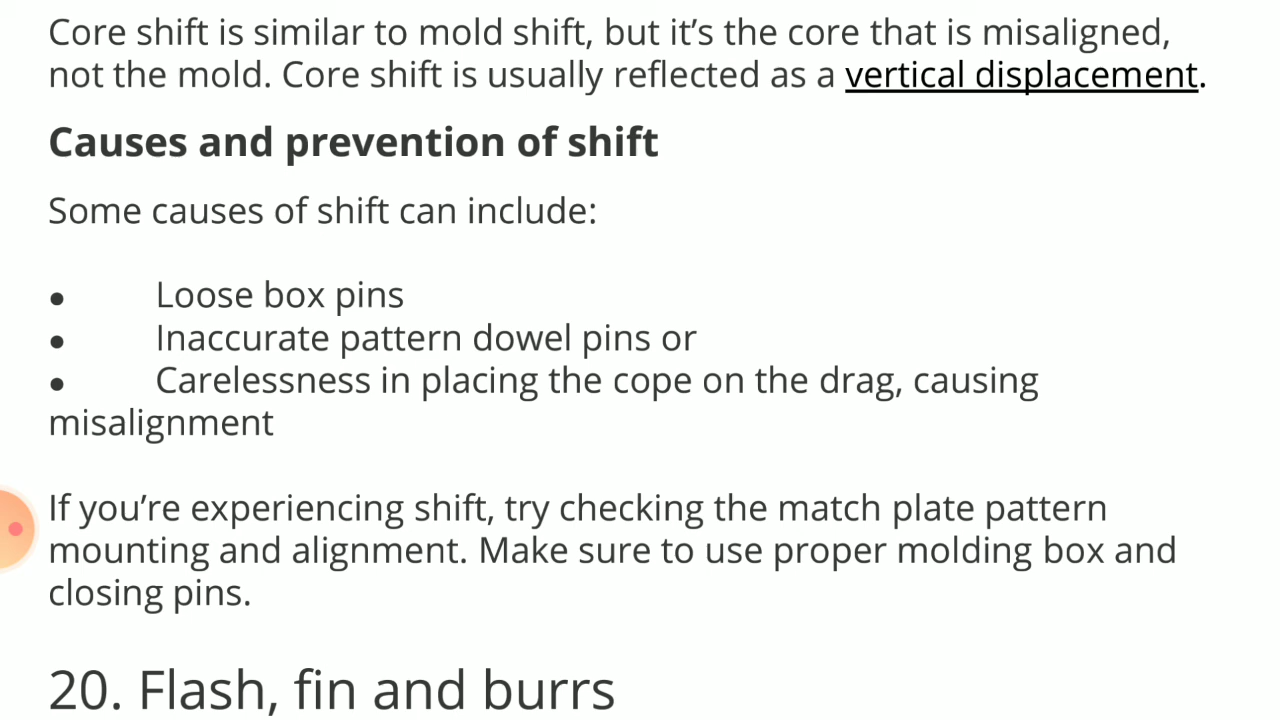 Core shift is similar to mold shift, but it’s the core that is misaligned,
not the mold. Core shift is usually reflected as a vertical displacement.
Causes and prevention of shift
Some causes of shift can include:
● Loose box pins
● Inaccurate pattern dowel pins or
● Carelessness in placing the cope on the drag, causing
misalignment
If you’re experiencing shift, try checking the match plate pattern
mounting and alignment. Make sure to use proper molding box and
closing pins.
20. Flash, fin and burrs